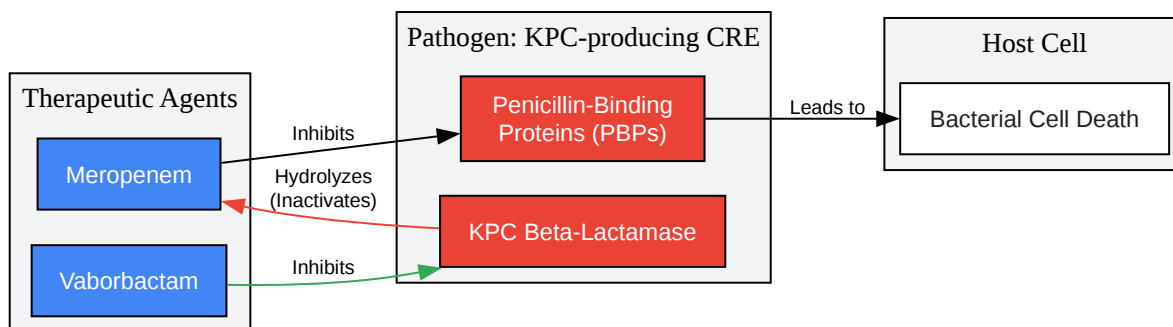 Therapeutic Agents
Meropenem
Vaborbactam
Inhibits
Hydrolyzes
(Inactivates)
Inhibits
Pathogen: KPC-producing CRE
Penicillin-Binding
Proteins (PBPs)
KPC Beta-Lactamase
Leads to
Host Cell
Bacterial Cell Death